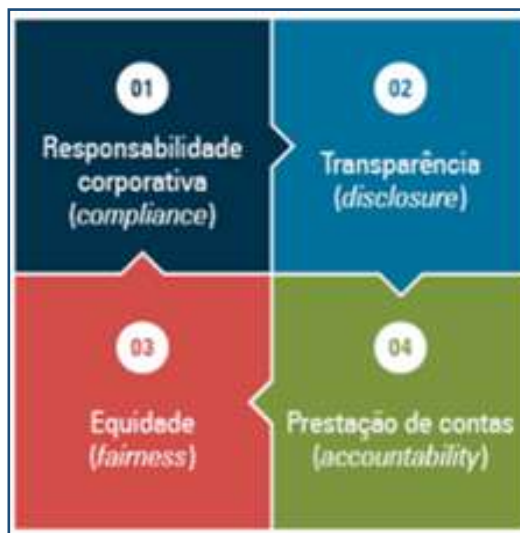 01
Responsabilidade
corporativa
(compliance)
02
Transparência
(disclosure)
03
Equidade
(fairness)
04
Prestação de contas
(accountability)